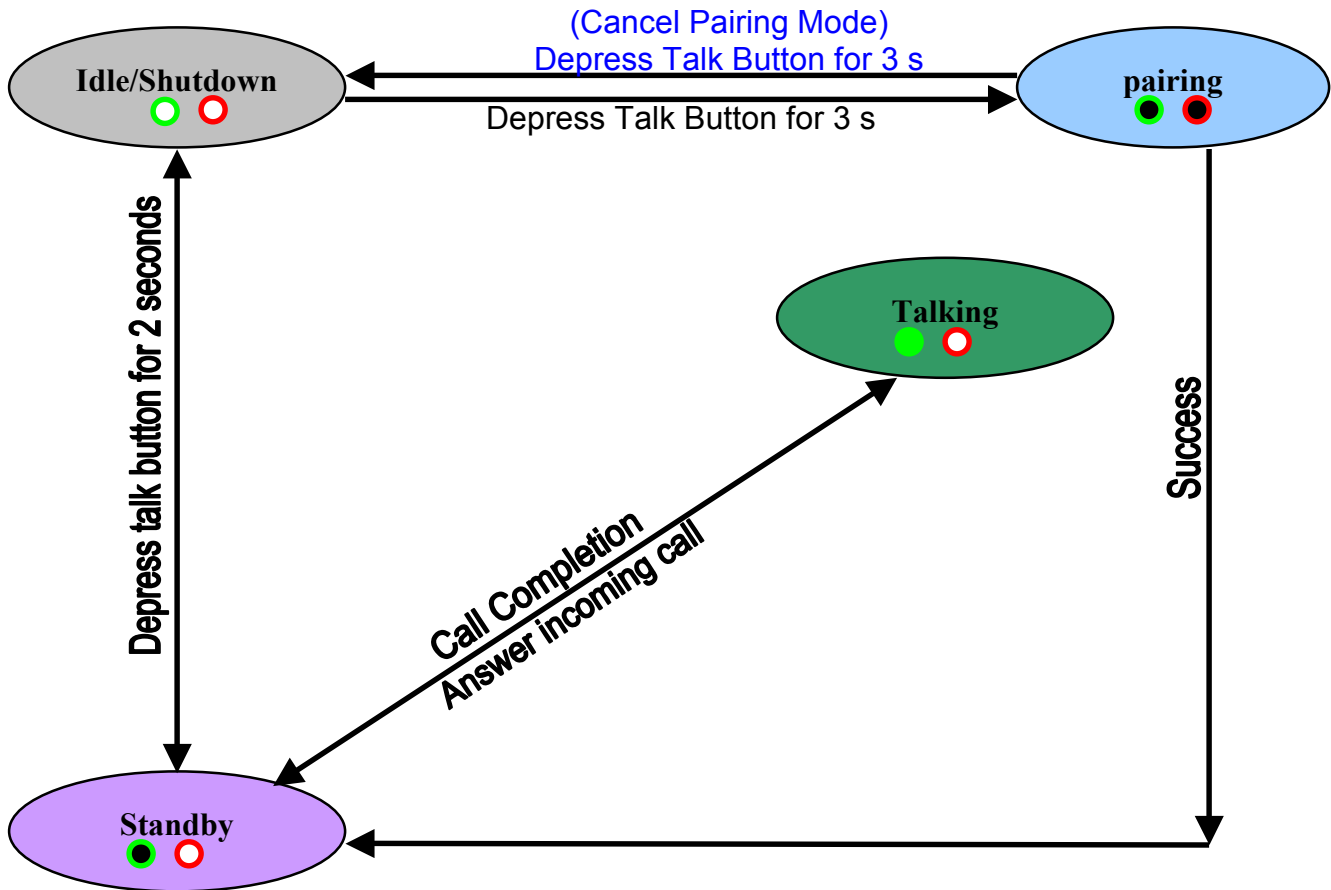 (Cancel Pairing Mode)
Depress Talk Button for 3 s
Idle/Shutdown
pairing
Depress Talk Button for 3 s
Depress talk button for 2 seconds
Talking
Success
Call Completion
Answer incoming call
Standby